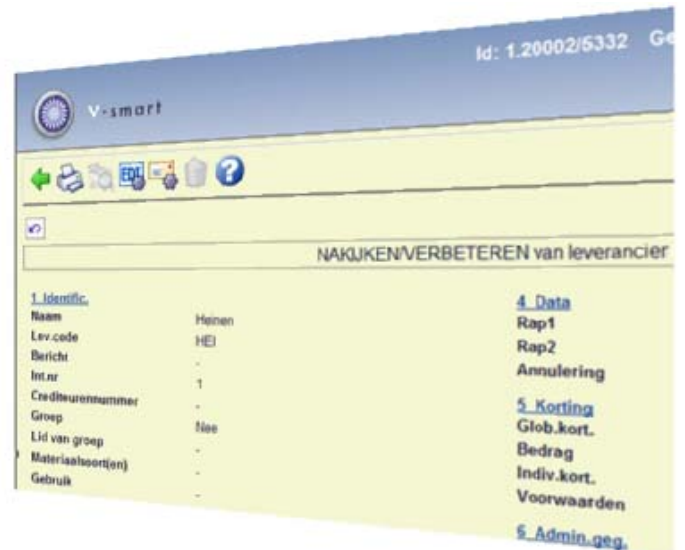 Id: 1.20002/5332 Ge
V-smart
EDI
NAKIJKEN/VERBETEREN van leverancier
1 Identific.
Naam Heinen
Lev.code HEI
Bericht .
Int.nr 1
Crediteurennummer .
Groep Nee
Lid van groep .
Materiaalsoort(en) .
Gebruik .
4 Data
Rap1
Rap2
Annulering
5 Korting
Glob.kort.
Bedrag
Indiv.kort.
Voorwaarden
6 Admin.geg.